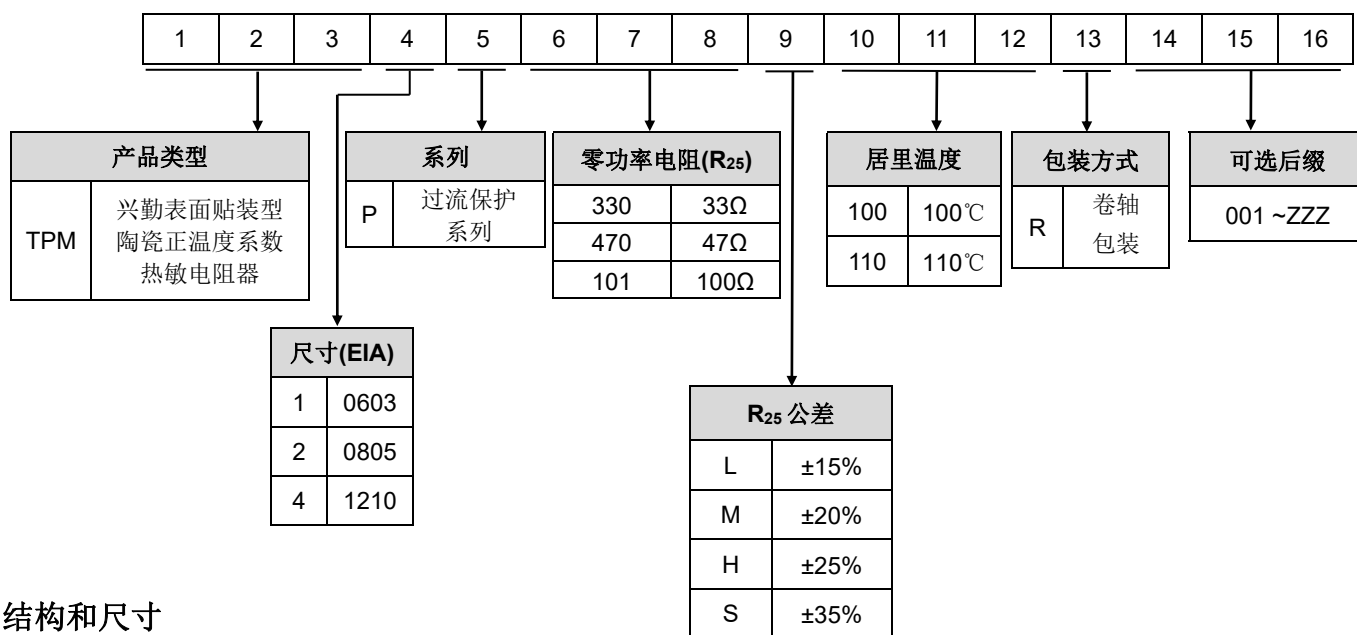 1 2 3 4 5 6 7 8 9 10 11 12 13 14 15 16
产品类型
TPM
兴勤表面贴装型
陶瓷正温度系数
热敏电阻器
系列
P
过流保护
系列
零功率电阻(R25)
330 33Ω
470 47Ω
101 100Ω
居里温度
100 100℃
110 110℃
包装方式
R
卷轴
包装
可选后缀
001 ~ZZZ
尺寸(EIA)
1 0603
2 0805
4 1210
R25 公差
L ±15%
M ±20%
H ±25%
S ±35%
结构和尺寸